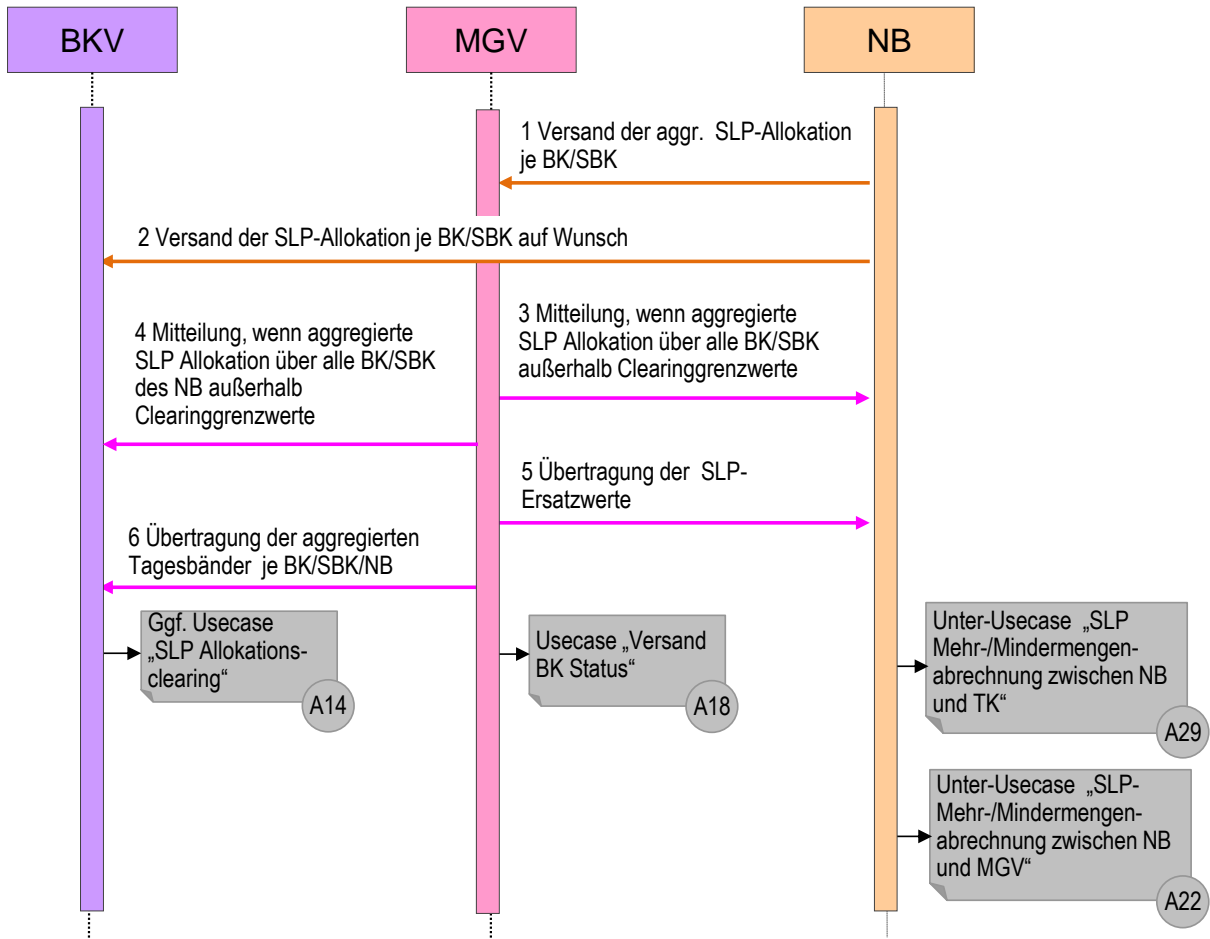 BKV
MGV
NB
1 Versand der aggr. SLP-Allokation
je BK/SBK
2 Versand der SLP-Allokation je BK/SBK auf Wunsch
3 Mitteilung, wenn aggregierte
SLP Allokation über alle BK/SBK
außerhalb Clearinggrenzwerte
4 Mitteilung, wenn aggregierte
SLP Allokation über alle BK/SBK
des NB außerhalb
Clearinggrenzwerte
5 Übertragung der SLP-
Ersatzwerte
6 Übertragung der aggregierten
Tagesbänder je BK/SBK/NB
Ggf. Usecase
„SLP Allokations-
clearing“
A14
Usecase „Versand
BK Status“
A18
Unter-Usecase „SLP
Mehr-/Mindermengen-
abrechnung zwischen NB
und TK“
A29
Unter-Usecase „SLP-
Mehr-/Mindermengen-
abrechnung zwischen NB
und MGV“
A22